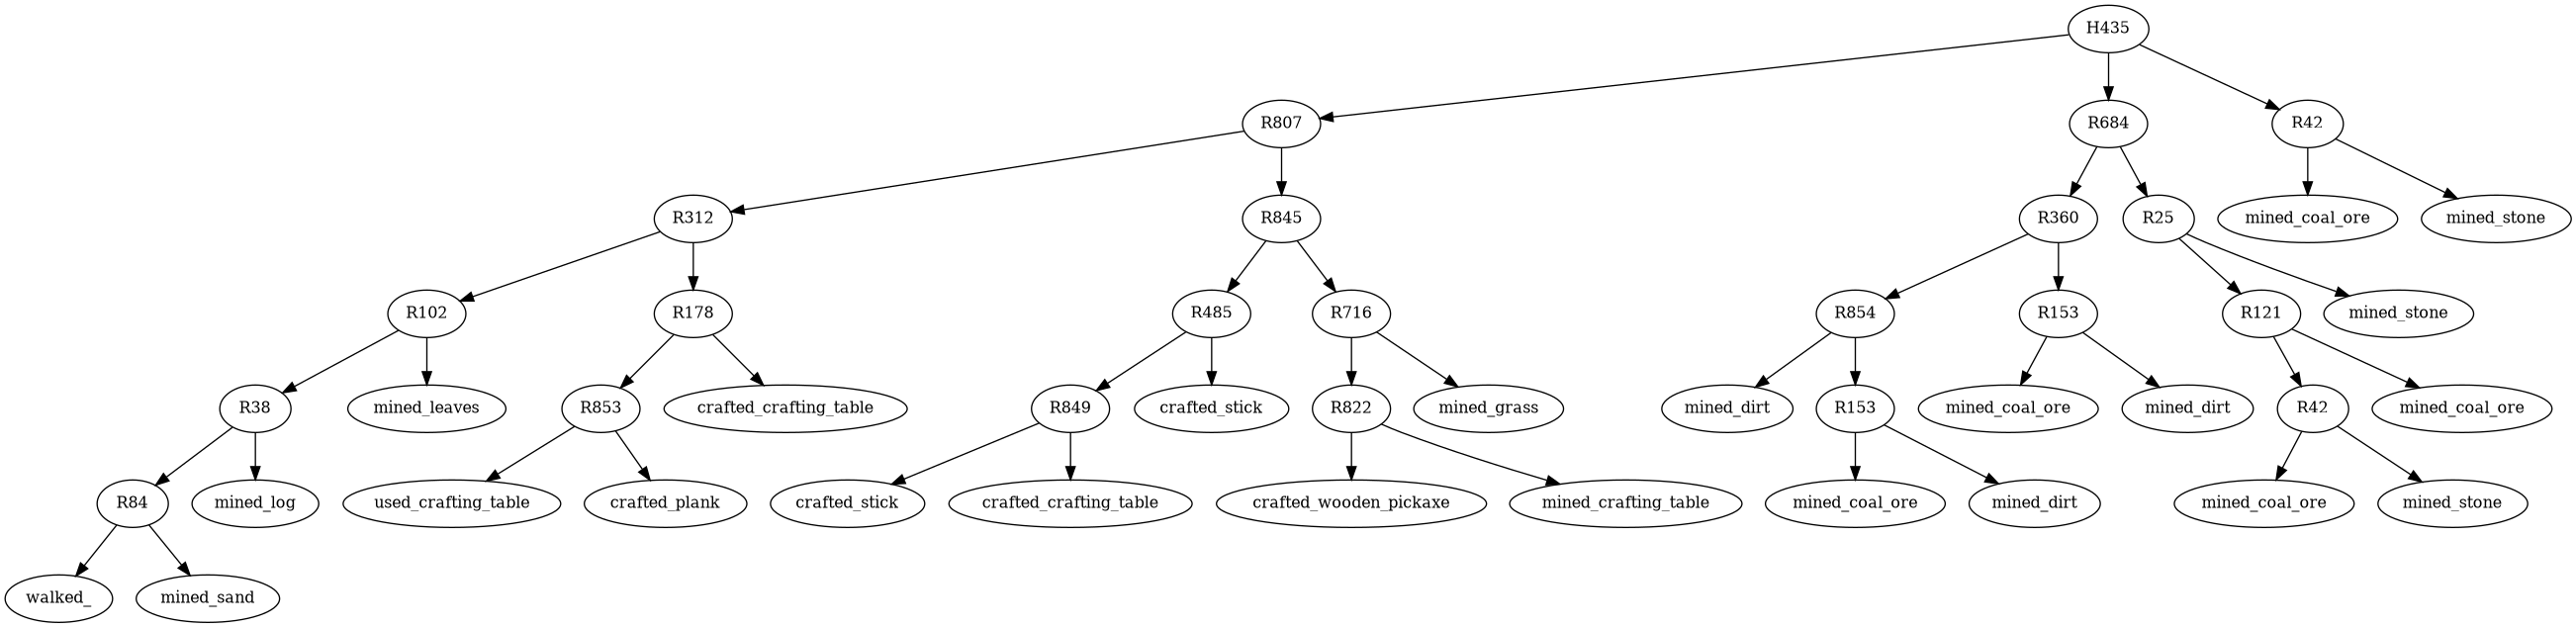 H435
R807
R684
R42
R312
R845
R360
R25
mined_coal_ore
mined_stone
R102
R178
R485
R716
R854
R153
R121
mined_stone
R38
mined_leaves
R853
crafted_crafting_table
R849
crafted_stick
R822
mined_grass
mined_dirt
R153
mined_coal_ore
mined_dirt
R42
mined_coal_ore
R84
mined_log
used_crafting_table
crafted_plank
crafted_stick
crafted_crafting_table
crafted_wooden_pickaxe
mined_crafting_table
mined_coal_ore
mined_dirt
mined_coal_ore
mined_stone
walked_
mined_sand